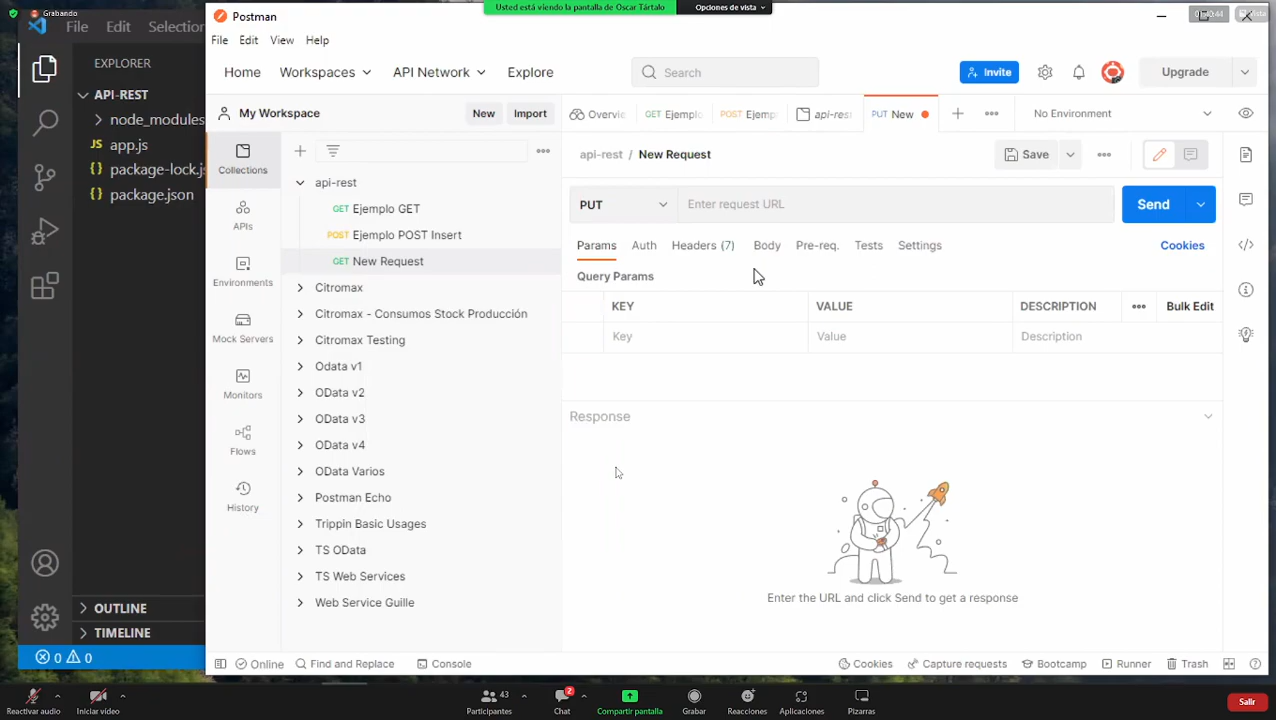 Grabando
Usted está viendo la pantalla de Oscar Tártalo
Opciones de vista
Vista
File Edit Selection
Postman
File Edit View Help
Home Workspaces API Network Explore
Search
Invite
Upgrade
EXPLORER
API-REST
node_modules
app.js
package-lock.js
package.json
OUTLINE
TIMELINE
0 0
My Workspace
New
Import
Collections
APIs
Environments
Mock Servers
Monitors
Flows
History
api-rest
GET Ejemplo GET
POST Ejemplo POST Insert
GET New Request
Citromax
Citromax - Consumos Stock Producción
Citromax Testing
Odata v1
OData v2
OData v3
OData v4
OData Varios
Postman Echo
Trippin Basic Usages
TS OData
TS Web Services
Web Service Guille
Overvie
GET Ejemplo
POST Ejemp
api-rest
PUT New
No Environment
api-rest / New Request
Save
PUT
Enter request URL
Send
Params Auth Headers (7) Body Pre-req. Tests Settings
Cookies
Query Params
KEY VALUE DESCRIPTION
Bulk Edit
Key Value Description
Response
Enter the URL and click Send to get a response
Online
Find and Replace
Console
Cookies
Capture requests
Bootcamp
Runner
Trash
Reactivar audio
Iniciar video
43
Participantes
2
Chat
Compartir pantalla
Grabar
Reacciones
Aplicaciones
Pizarras
Salir